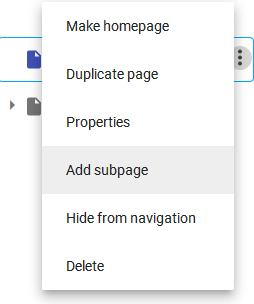 Make homepage
Duplicate page
Properties
Add subpage
Hide from navigation
Delete